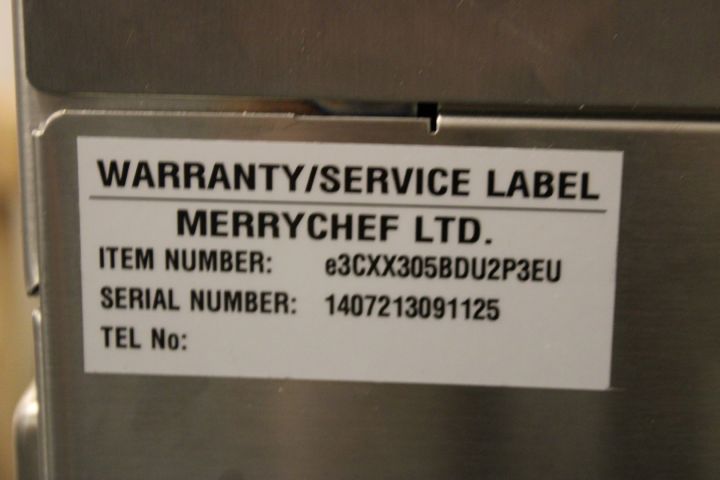 WARRANTY/SERVICE LABEL
MERRYCHEF LTD.
ITEM NUMBER: e3CXX305BDU2P3EU
SERIAL NUMBER: 1407213091125
TEL No: